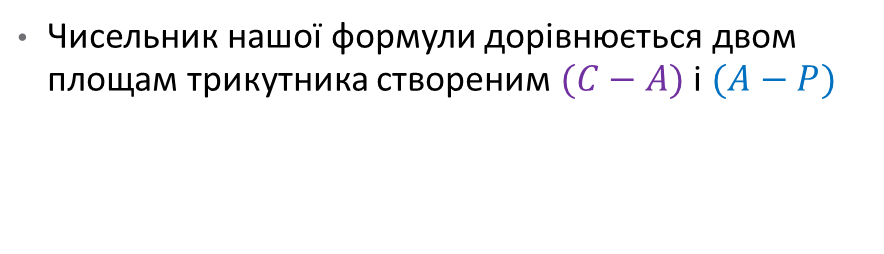 • Чисельник нашої формули дорівнюється двом
площам трикутника створеним (C − A) і (A − P)